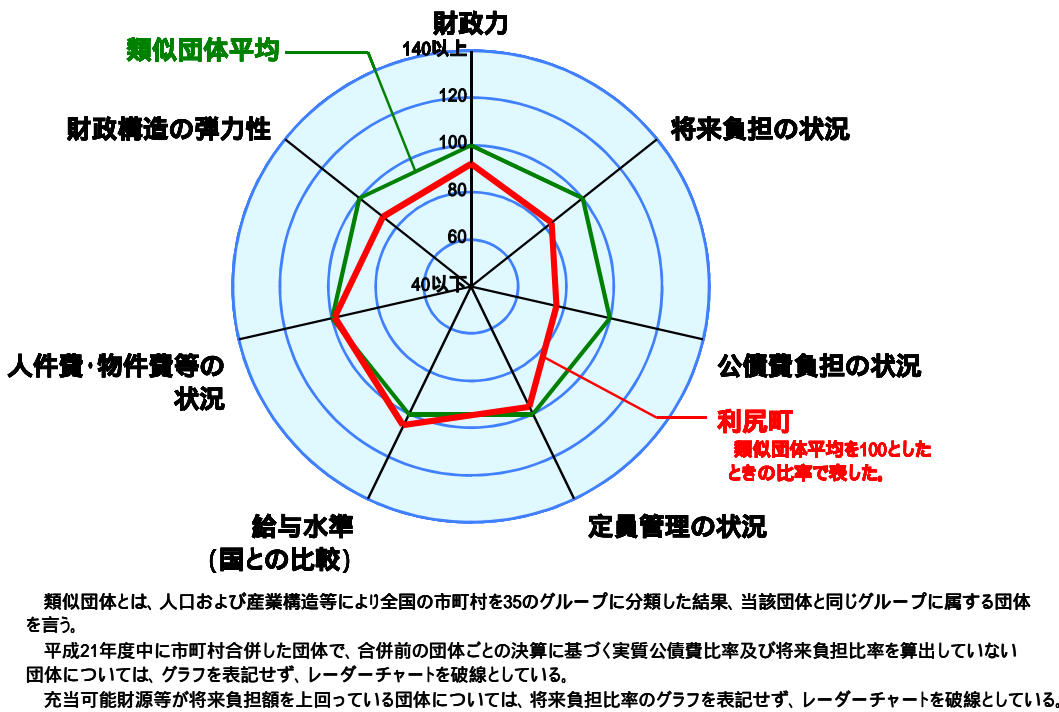 財政力
類似団体平均
140以上
120
財政構造の弾力性
将来負担の状況
100
80
60
40以下
人件費・物件費等の
状況
公債費負担の状況
利尻町
類似団体平均を100とした
ときの比率で表した。
給与水準
(国との比較)
定員管理の状況
類似団体とは、人口および産業構造等により全国の市町村を35のグループに分類した結果、当該団体と同じグループに属する団体
を言う。
平成21年度中に市町村合併した団体で、合併前の団体ごとの決算に基づく実質公債費比率及び将来負担比率を算出していない
団体については、グラフを表記せず、レーダーチャートを破線としている。
充当可能財源等が将来負担額を上回っている団体については、将来負担比率のグラフを表記せず、レーダーチャートを破線としている。